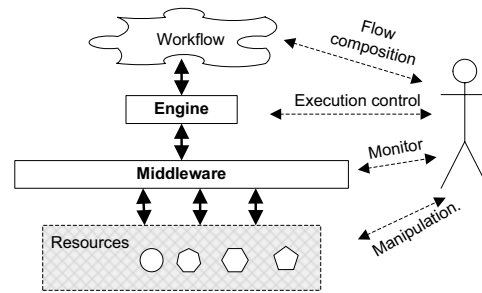 Workflow
Flow
composition
Engine
Execution control
Middleware
Monitor
Resources
Manipulation.